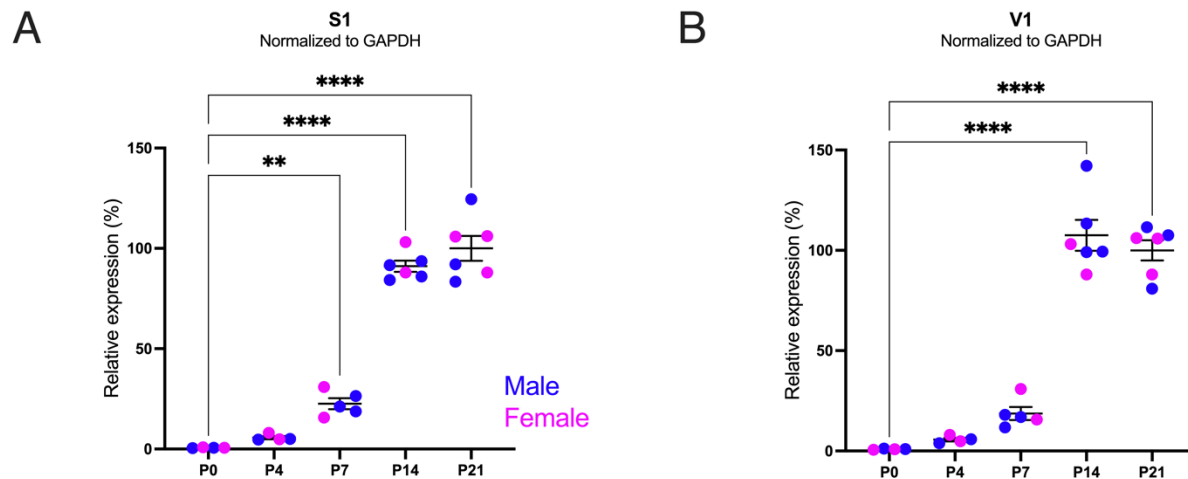 A
S1
Normalized to GAPDH
****
****
**
150
100
50
0
Relative expression (%)
P0 P4 P7 P14 P21
Male
Female
B
V1
Normalized to GAPDH
****
****
150
100
50
0
Relative expression (%)
P0 P4 P7 P14 P21